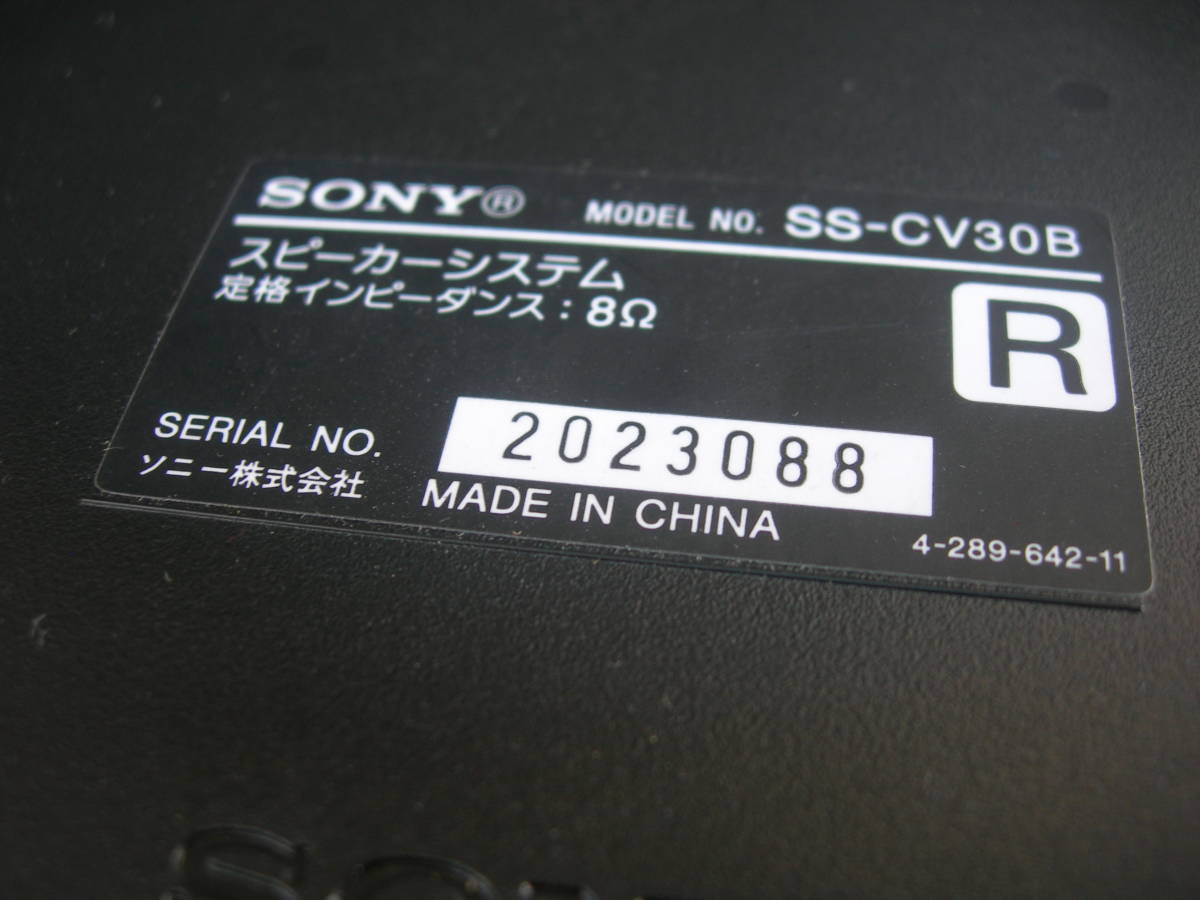 SONY® MODEL NO. SS-CV30B
スピーカーシステム
定格インピーダンス：8Ω
R
SERIAL NO. 2023088
ソニー株式会社 MADE IN CHINA
4-289-642-11